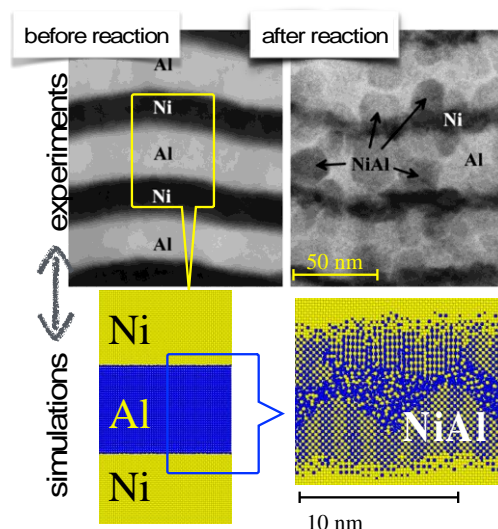 before reaction
after reaction
experiments
Al
Ni
Al
Ni
Al
Ni
NiAl
Al
50 nm
simulations
Ni
Al
Ni
NiAl
10 nm